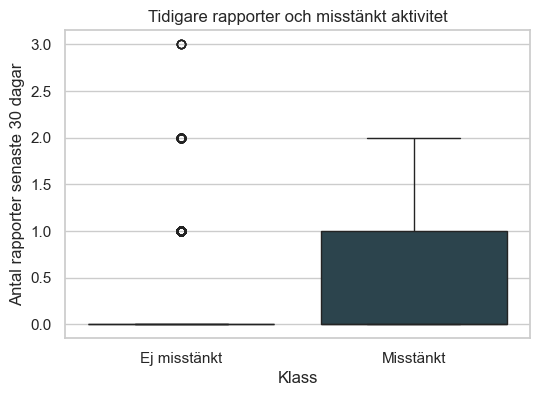 Tidigare rapporter och misstänkt aktivitet
Antal rapporter senaste 30 dagar
3.0
2.5
2.0
1.5
1.0
0.5
0.0
Ej misstänkt
Misstänkt
Klass